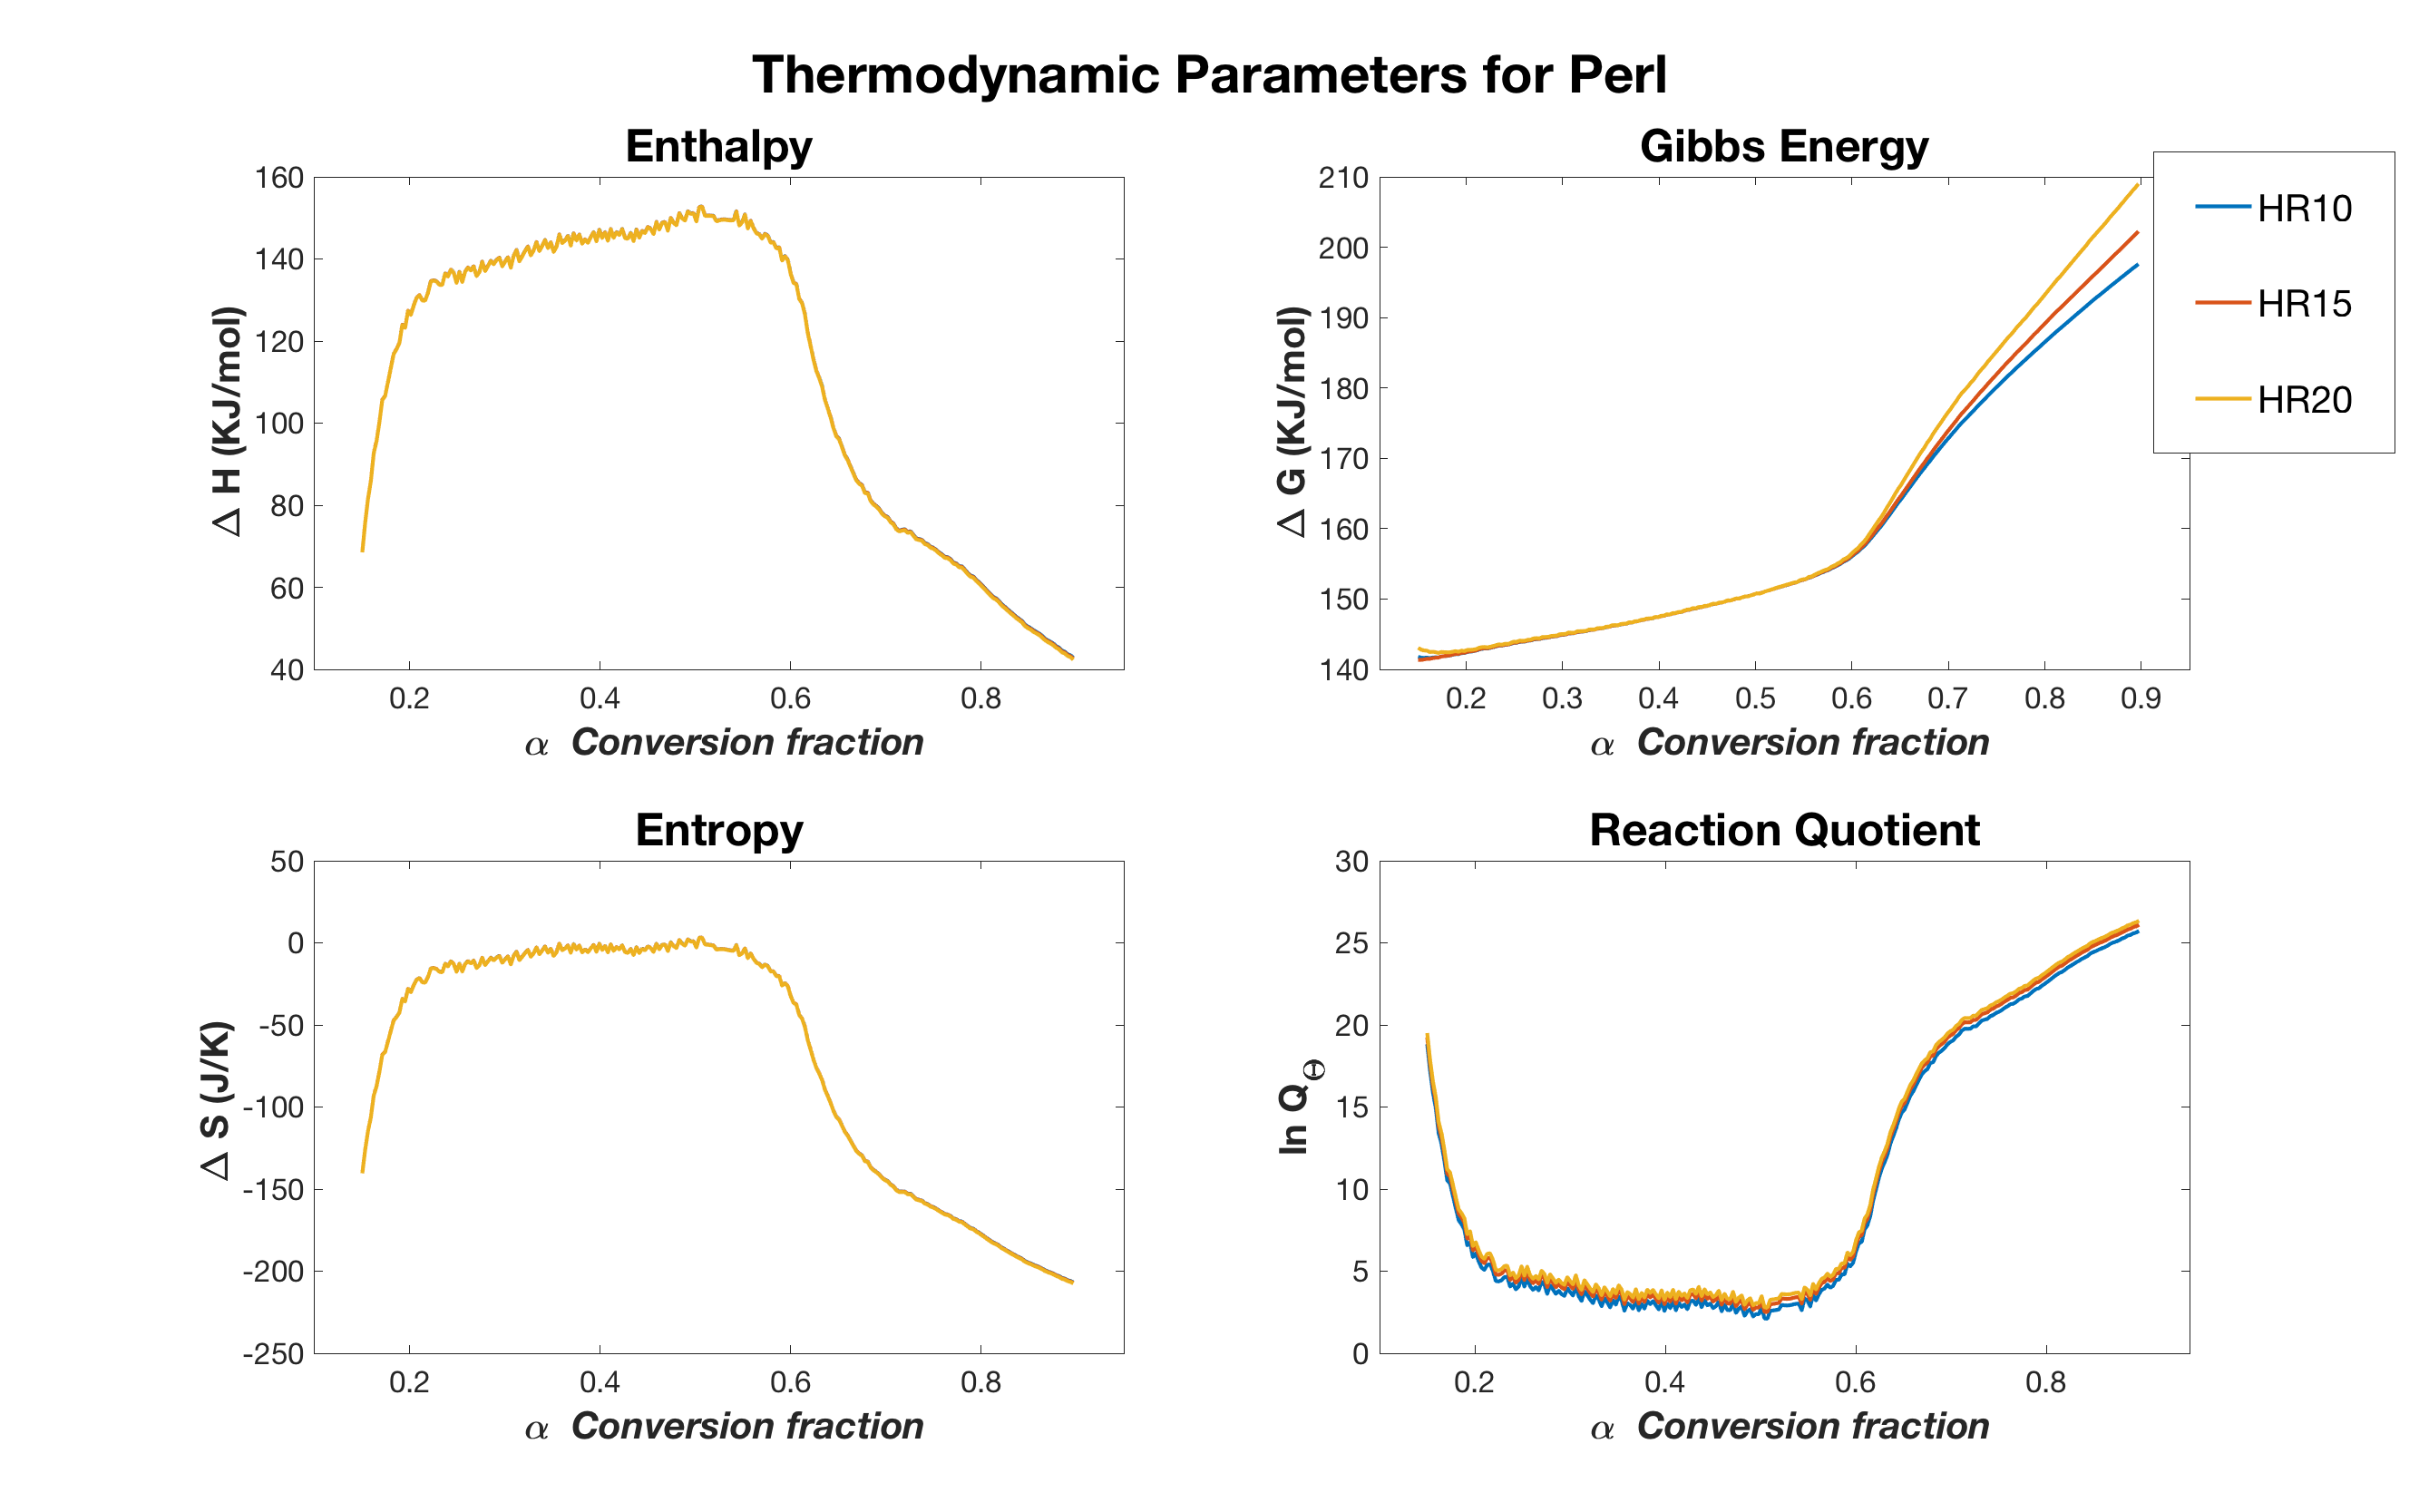 Thermodynamic Parameters for Perl
Enthalpy
160
140
120
100
80
60
40
Δ H (KJ/mol)
0.2 0.4 0.6 0.8
α Conversion fraction
Gibbs Energy
210
200
190
180
170
160
150
140
Δ G (KJ/mol)
0.2 0.3 0.4 0.5 0.6 0.7 0.8 0.9
α Conversion fraction
HR10
HR15
HR20
Entropy
50
0
-50
-100
-150
-200
-250
Δ S (J/K)
0.2 0.4 0.6 0.8
α Conversion fraction
Reaction Quotient
30
25
20
15
10
5
0
ln Q_Θ
0.2 0.4 0.6 0.8
α Conversion fraction